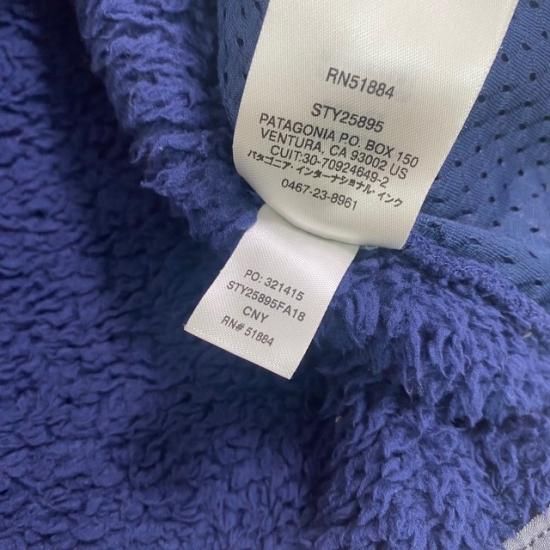 RN51884
STY25895
PATAGONIA P.O. BOX 150
VENTURA, CA 93002 US
CUIT:30-70924649-2
パタゴニア・インターナショナル・インク
0467-23-8961
PO: 321415
STY25895FA18
CNY
RN# 51884